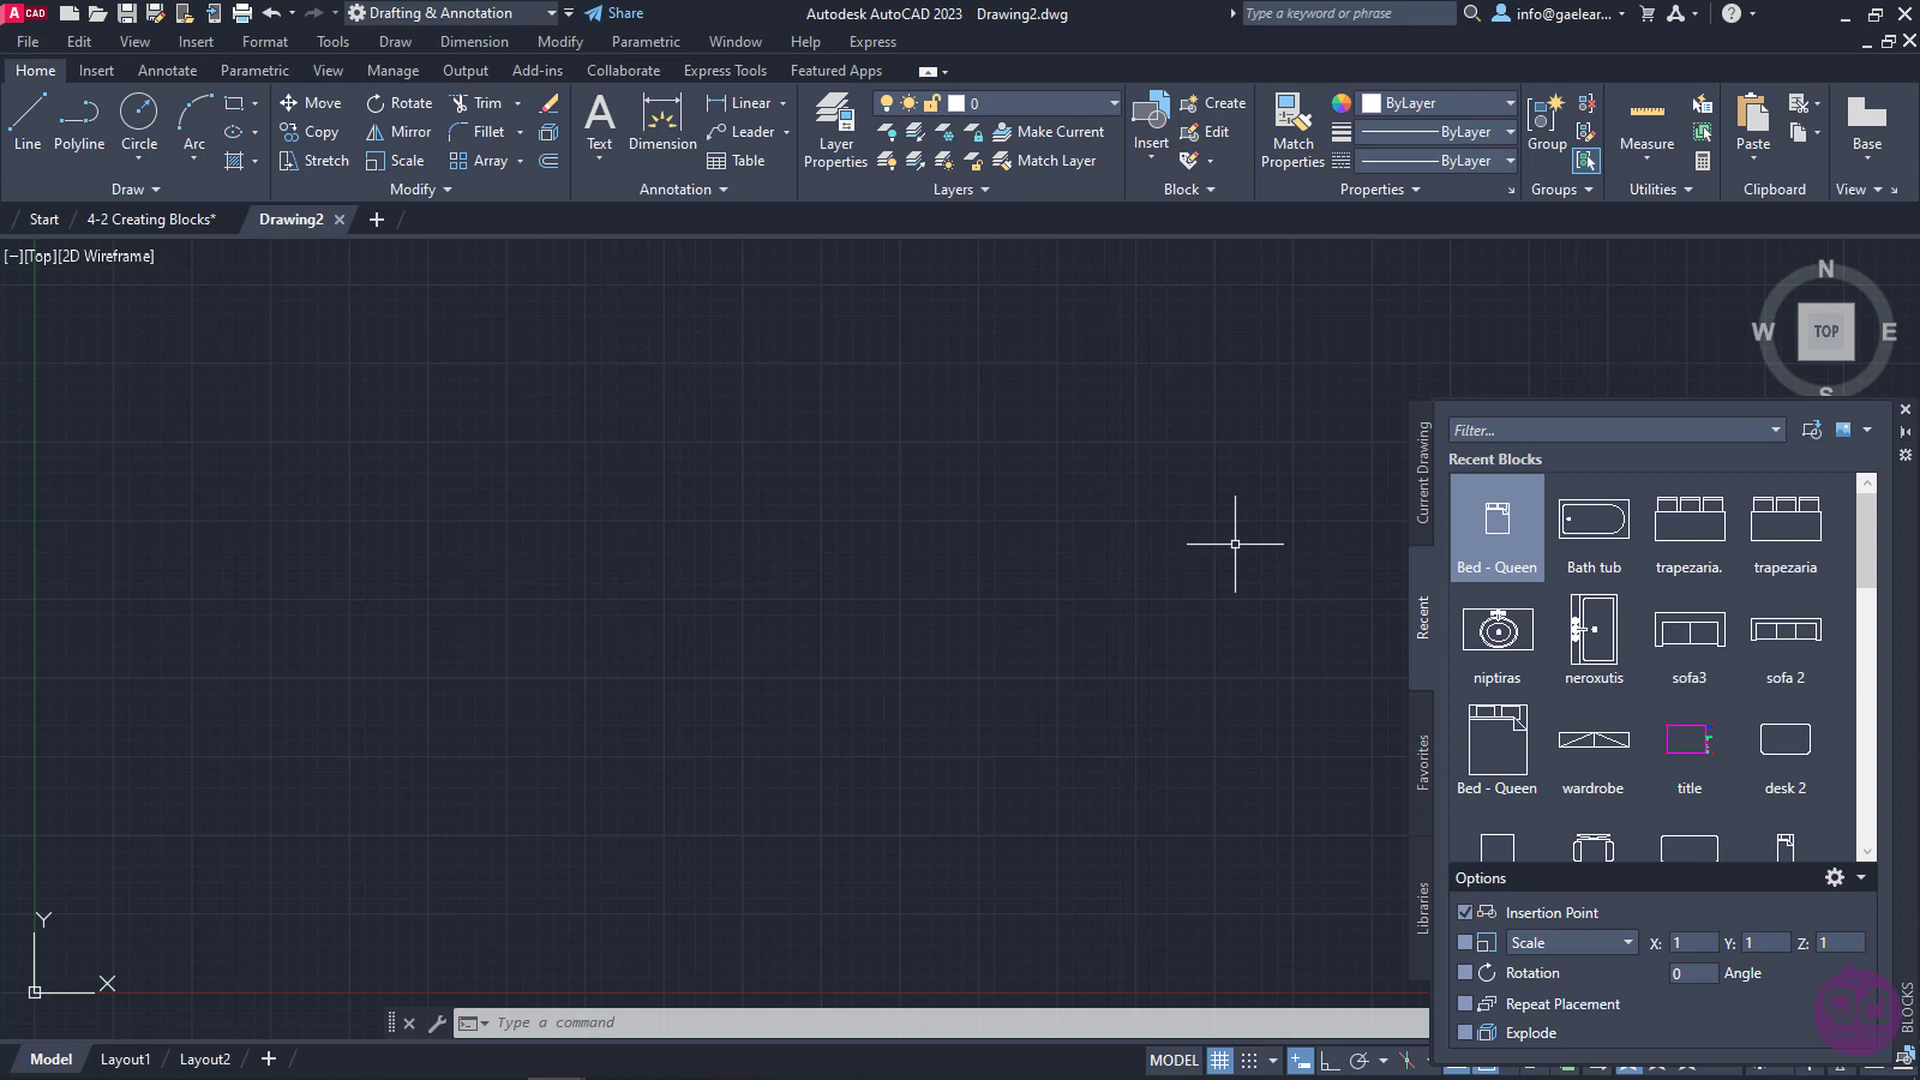 CAD Drafting & Annotation Share Autodesk AutoCAD 2023 Drawing2.dwg Type a keyword or phrase info@gaelear...
File Edit View Insert Format Tools Draw Dimension Modify Parametric Window Help Express
Home Insert Annotate Parametric View Manage Output Add-ins Collaborate Express Tools Featured Apps
Move Rotate Trim Linear 0 Create ByLayer
Line Polyline Circle Arc Copy Mirror Fillet Text Dimension Leader Layer Properties Make Current Insert Edit Match Properties ByLayer Group Measure Paste Base
Stretch Scale Array Table Match Layer ByLayer
Draw Modify Annotation Layers Block Properties Groups Utilities Clipboard View
Start 4-2 Creating Blocks* Drawing2
[−][Top][2D Wireframe]
N
W TOP E
S
Current Drawing
Recent
Favorites
Libraries
Filter...
Recent Blocks
Bed - Queen Bath tub trapezaria. trapezaria
niptiras neroxutis sofa3 sofa 2
Bed - Queen wardrobe title desk 2
Options
Insertion Point
Scale X: 1 Y: 1 Z: 1
Rotation 0 Angle
Repeat Placement
Explode
BLOCKS
Y
X
Type a command
Model Layout1 Layout2 MODEL